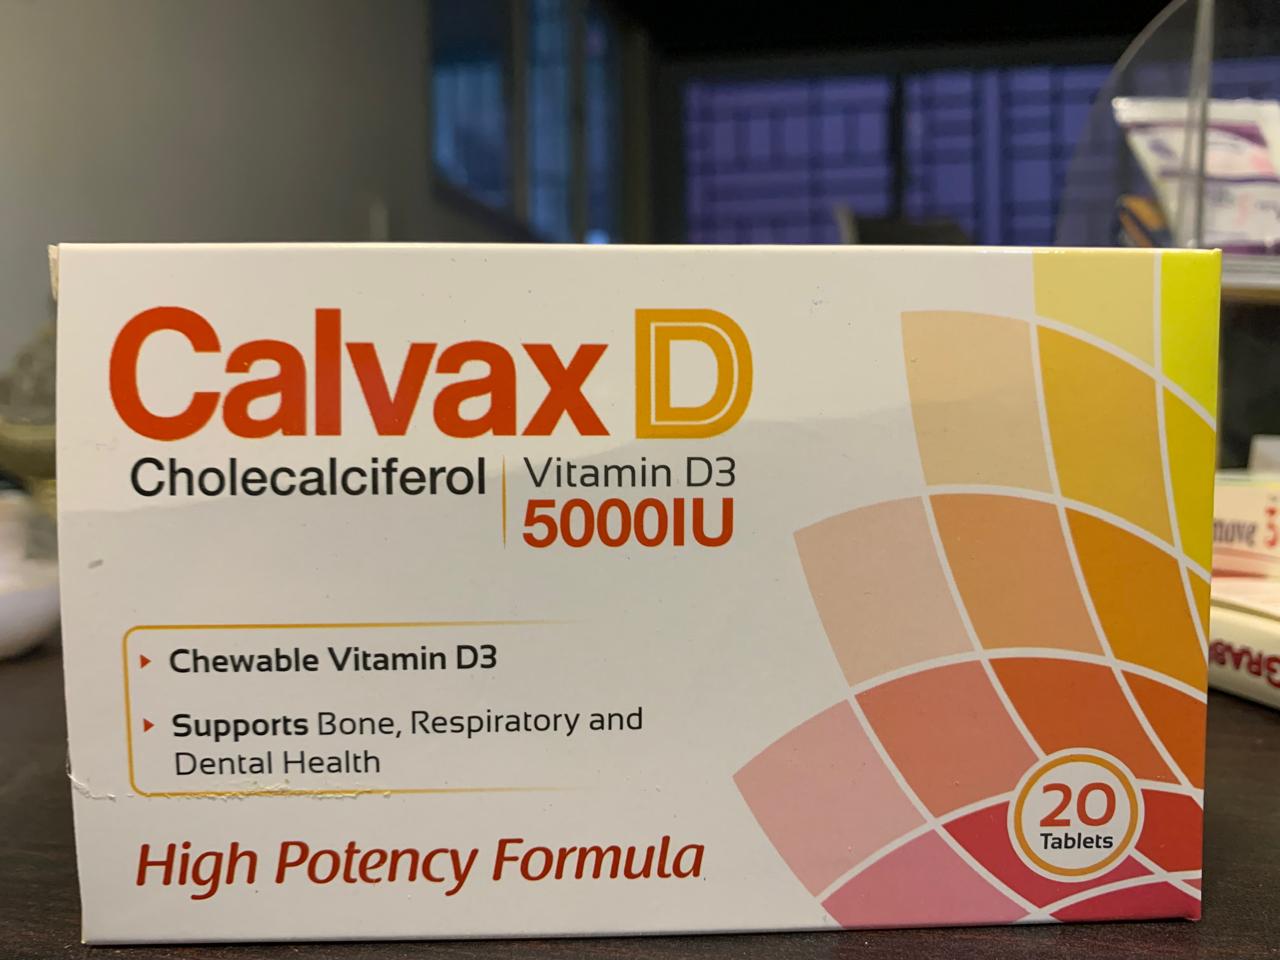 Calvax D
Cholecalciferol
Vitamin D3
5000IU
Chewable Vitamin D3
Supports Bone, Respiratory and
Dental Health
High Potency Formula
20
Tablets